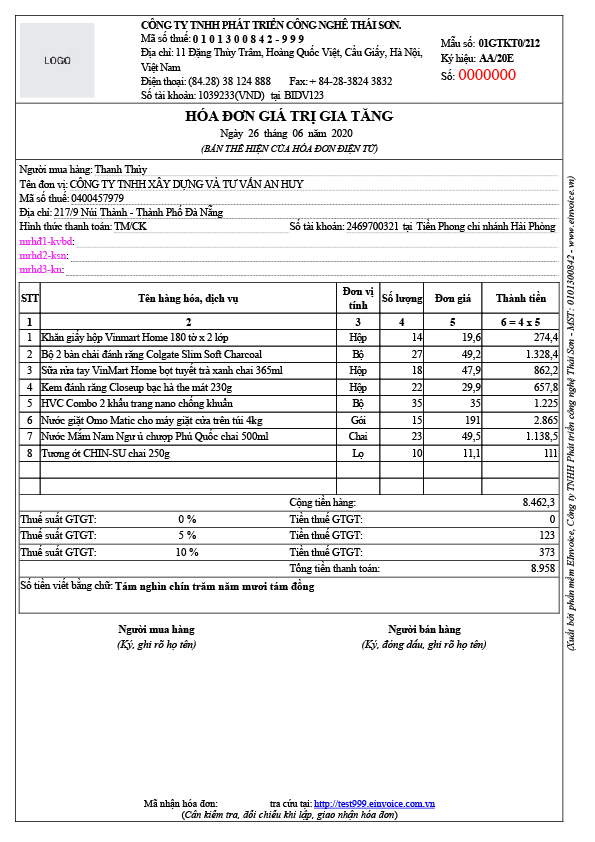 LOGO
CÔNG TY TNHH PHÁT TRIỂN CÔNG NGHỆ THÁI SƠN.
Mã số thuế: 0 1 0 1 3 0 0 8 4 2 - 9 9 9
Địa chỉ: 11 Đặng Thùy Trâm, Hoàng Quốc Việt, Cầu Giấy, Hà Nội,
Việt Nam
Điện thoại: (84.28) 38 124 888 Fax: + 84-28-3824 3832
Số tài khoản: 1039233(VND) tại BIDV123
Mẫu số: 01GTKT0/212
Ký hiệu: AA/20E
Số: 0000000
HÓA ĐƠN GIÁ TRỊ GIA TĂNG
Ngày 26 tháng 06 năm 2020
(BẢN THỂ HIỆN CỦA HÓA ĐƠN ĐIỆN TỬ)
Người mua hàng: Thanh Thủy
Tên đơn vị: CÔNG TY TNHH XÂY DỰNG VÀ TƯ VẤN AN HUY
Mã số thuế: 0400457979
Địa chỉ: 217/9 Núi Thành - Thành Phố Đà Nẵng
Hình thức thanh toán: TM/CK Số tài khoản: 2469700321 tại Tiền Phong chi nhánh Hải Phòng
mrhđ1-kvbd:
mrhd2-ksn:
mrhd3-kn:
STT Tên hàng hóa, dịch vụ Đơn vị tính Số lượng Đơn giá Thành tiền
1 2 3 4 5 6 = 4 x 5
1 Khăn giấy hộp Vinmart Home 180 tờ x 2 lớp Hộp 14 19,6 274,4
2 Bộ 2 bàn chải đánh răng Colgate Slim Soft Charcoal Bộ 27 49,2 1.328,4
3 Sữa rửa tay VinMart Home bọt tuyết trà xanh chai 365ml Hộp 18 47,9 862,2
4 Kem đánh răng Closeup bạc hà the mát 230g Hộp 22 29,9 657,8
5 HVC Combo 2 khẩu trang nano chống khuẩn Bộ 35 35 1.225
6 Nước giặt Omo Matic cho máy giặt cửa trên túi 4kg Gói 15 191 2.865
7 Nước Mắm Nam Ngư ủ chượp Phú Quốc chai 500ml Chai 23 49,5 1.138,5
8 Tương ớt CHIN-SU chai 250g Lọ 10 11,1 111
Cộng tiền hàng: 8.462,3
Thuế suất GTGT: 0 % Tiền thuế GTGT: 0
Thuế suất GTGT: 5 % Tiền thuế GTGT: 123
Thuế suất GTGT: 10 % Tiền thuế GTGT: 373
Tổng tiền thanh toán: 8.958
Số tiền viết bằng chữ: Tám nghìn chín trăm năm mươi tám đồng
Người mua hàng Người bán hàng
(Ký, ghi rõ họ tên) (Ký, đóng dấu, ghi rõ họ tên)
Mã nhận hóa đơn: tra cứu tại: http://test999.einvoice.com.vn
(Cần kiểm tra, đối chiếu khi lập, giao nhận hóa đơn)
(Xuất bởi phần mềm EInvoice, Công ty TNHH Phát triển công nghệ Thái Sơn - MST: 0101300842 - www.einvoice.vn)